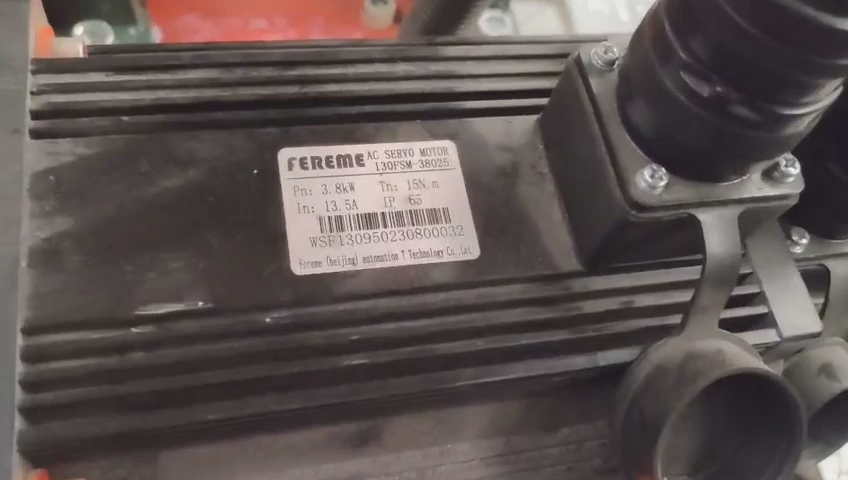 FEREME AC SERVO MOTOR
130FSM-38025
Pn: 3.8kW Tn: 15N.m
In: 13.5A IP 65
WSF130950230800032
Fereme (beijing) automation T Technology Co.,Ltd.